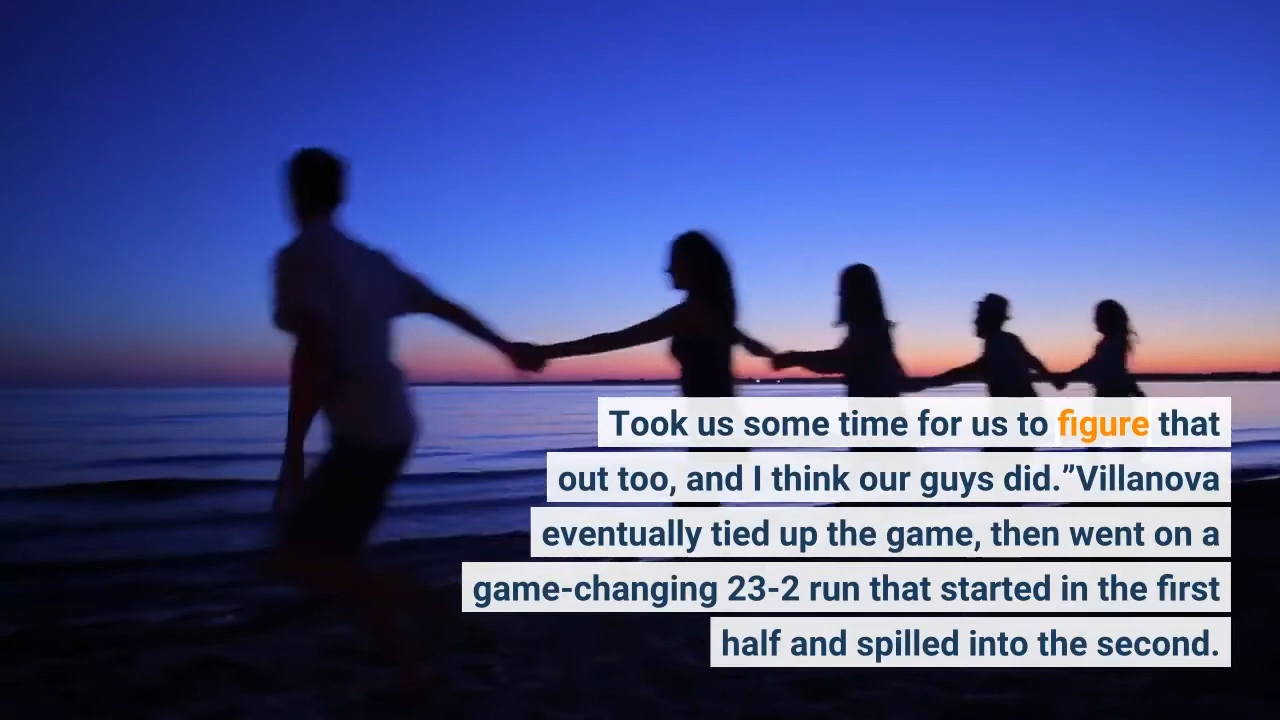 Took us some time for us to figure that
out too, and I think our guys did.”Villanova
eventually tied up the game, then went on a
game-changing 23-2 run that started in the first
half and spilled into the second.